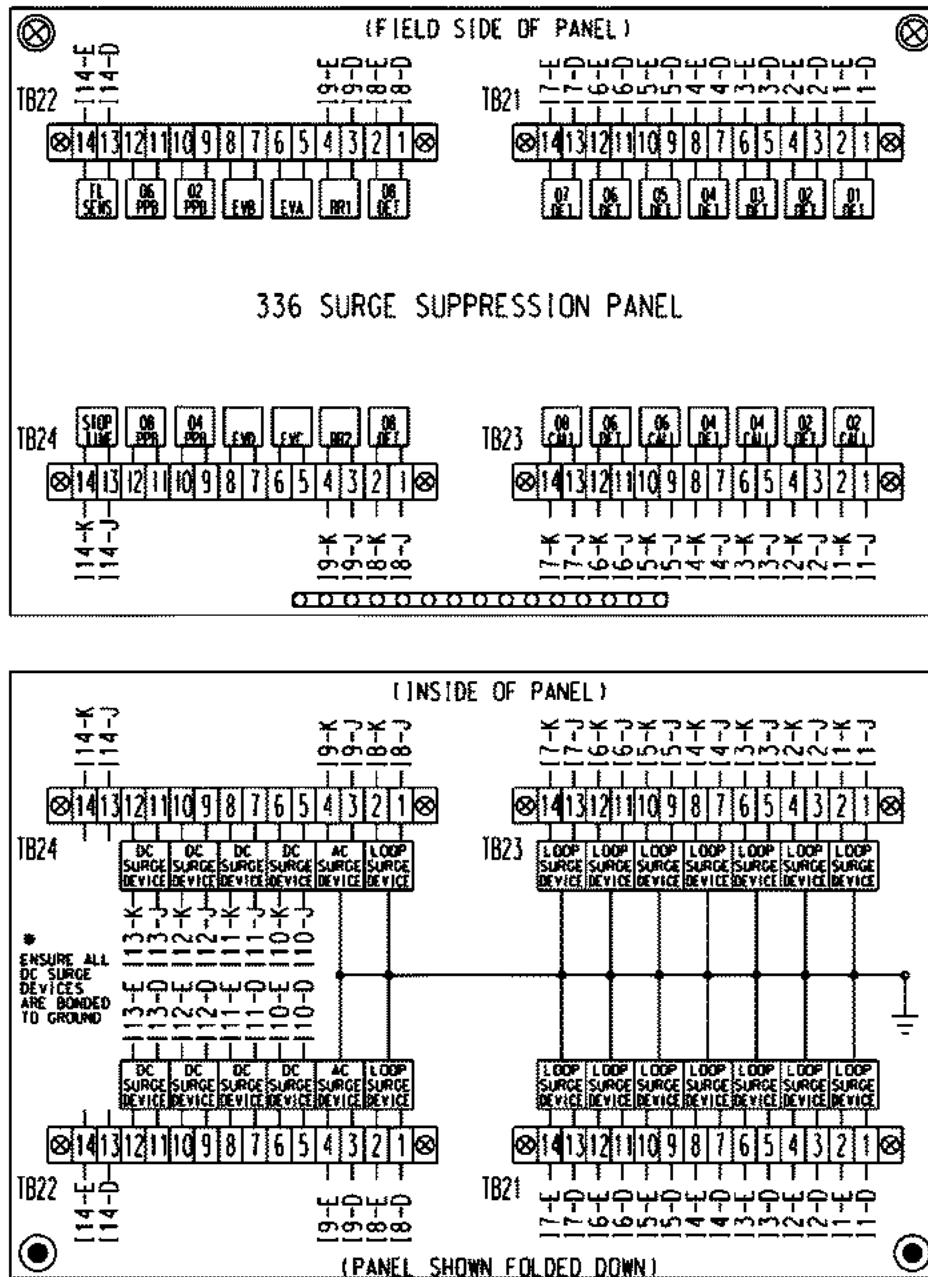 (FIELD SIDE OF PANEL)
I14-E I14-D I9-E I9-D I8-E I8-D
TB22
14 13 12 11 10 9 8 7 6 5 4 3 2 1
FL SENS
06 PPB
02 PPB
EVB
EVA
RR1
08 DET
I7-E I7-D I6-E I6-D I5-E I5-D I4-E I4-D I3-E I3-D I2-E I2-D I1-E I1-D
TB21
14 13 12 11 10 9 8 7 6 5 4 3 2 1
07 DET
06 DET
05 DET
04 DET
03 DET
02 DET
01 DET
336 SURGE SUPPRESSION PANEL
STOP LINE
08 PPB
04 PPB
EVD
EVC
RR2
08 DET
TB24
14 13 12 11 10 9 8 7 6 5 4 3 2 1
I14-K I14-J I9-K I9-J I8-K I8-J
08 CALL
06 DET
06 CALL
04 DET
04 CALL
02 DET
02 CALL
TB23
14 13 12 11 10 9 8 7 6 5 4 3 2 1
I7-K I7-J I6-K I6-J I5-K I5-J I4-K I4-J I3-K I3-J I2-K I2-J I1-K I1-J
(INSIDE OF PANEL)
I14-K I14-J I9-K I9-J I8-K I8-J
14 13 12 11 10 9 8 7 6 5 4 3 2 1
TB24
DC SURGE DEVICE
DC SURGE DEVICE
DC SURGE DEVICE
DC SURGE DEVICE
AC SURGE DEVICE
LOOP SURGE DEVICE
I13-K I13-J I12-K I12-J I11-K I11-J I10-K I10-J
I7-K I7-J I6-K I6-J I5-K I5-J I4-K I4-J I3-K I3-J I2-K I2-J I1-K I1-J
14 13 12 11 10 9 8 7 6 5 4 3 2 1
TB23
LOOP SURGE DEVICE
LOOP SURGE DEVICE
LOOP SURGE DEVICE
LOOP SURGE DEVICE
LOOP SURGE DEVICE
LOOP SURGE DEVICE
LOOP SURGE DEVICE
*
ENSURE ALL
DC SURGE
DEVICES
ARE BONDED
TO GROUND
I13-E I13-D I12-E I12-D I11-E I11-D I10-E I10-D
DC SURGE DEVICE
DC SURGE DEVICE
DC SURGE DEVICE
DC SURGE DEVICE
AC SURGE DEVICE
LOOP SURGE DEVICE
14 13 12 11 10 9 8 7 6 5 4 3 2 1
TB22
I14-E I14-D I9-E I9-D I8-E I8-D
LOOP SURGE DEVICE
LOOP SURGE DEVICE
LOOP SURGE DEVICE
LOOP SURGE DEVICE
LOOP SURGE DEVICE
LOOP SURGE DEVICE
LOOP SURGE DEVICE
14 13 12 11 10 9 8 7 6 5 4 3 2 1
TB21
I7-E I7-D I6-E I6-D I5-E I5-D I4-E I4-D I3-E I3-D I2-E I2-D I1-E I1-D
(PANEL SHOWN FOLDED DOWN)